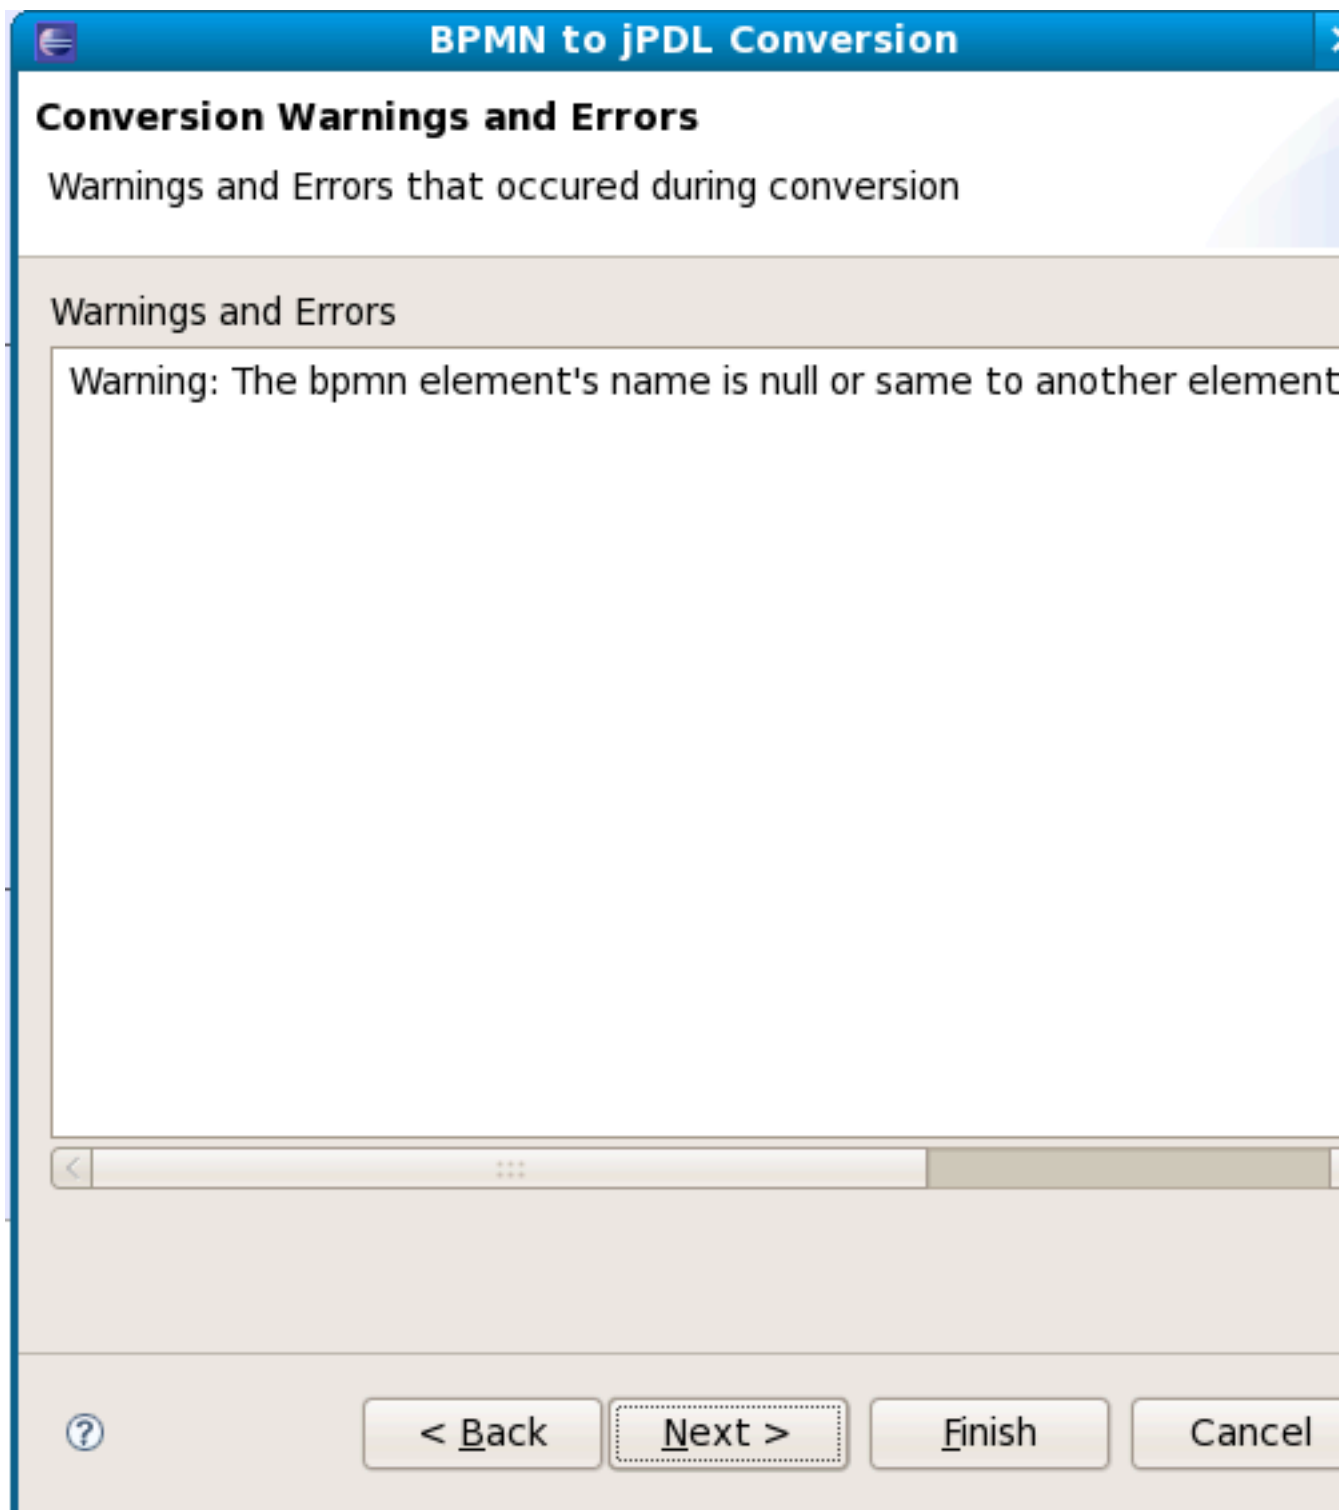 BPMN to jPDL Conversion
Conversion Warnings and Errors
Warnings and Errors that occured during conversion
Warnings and Errors
Warning: The bpmn element's name is null or same to another element
< Back
Next >
Finish
Cancel